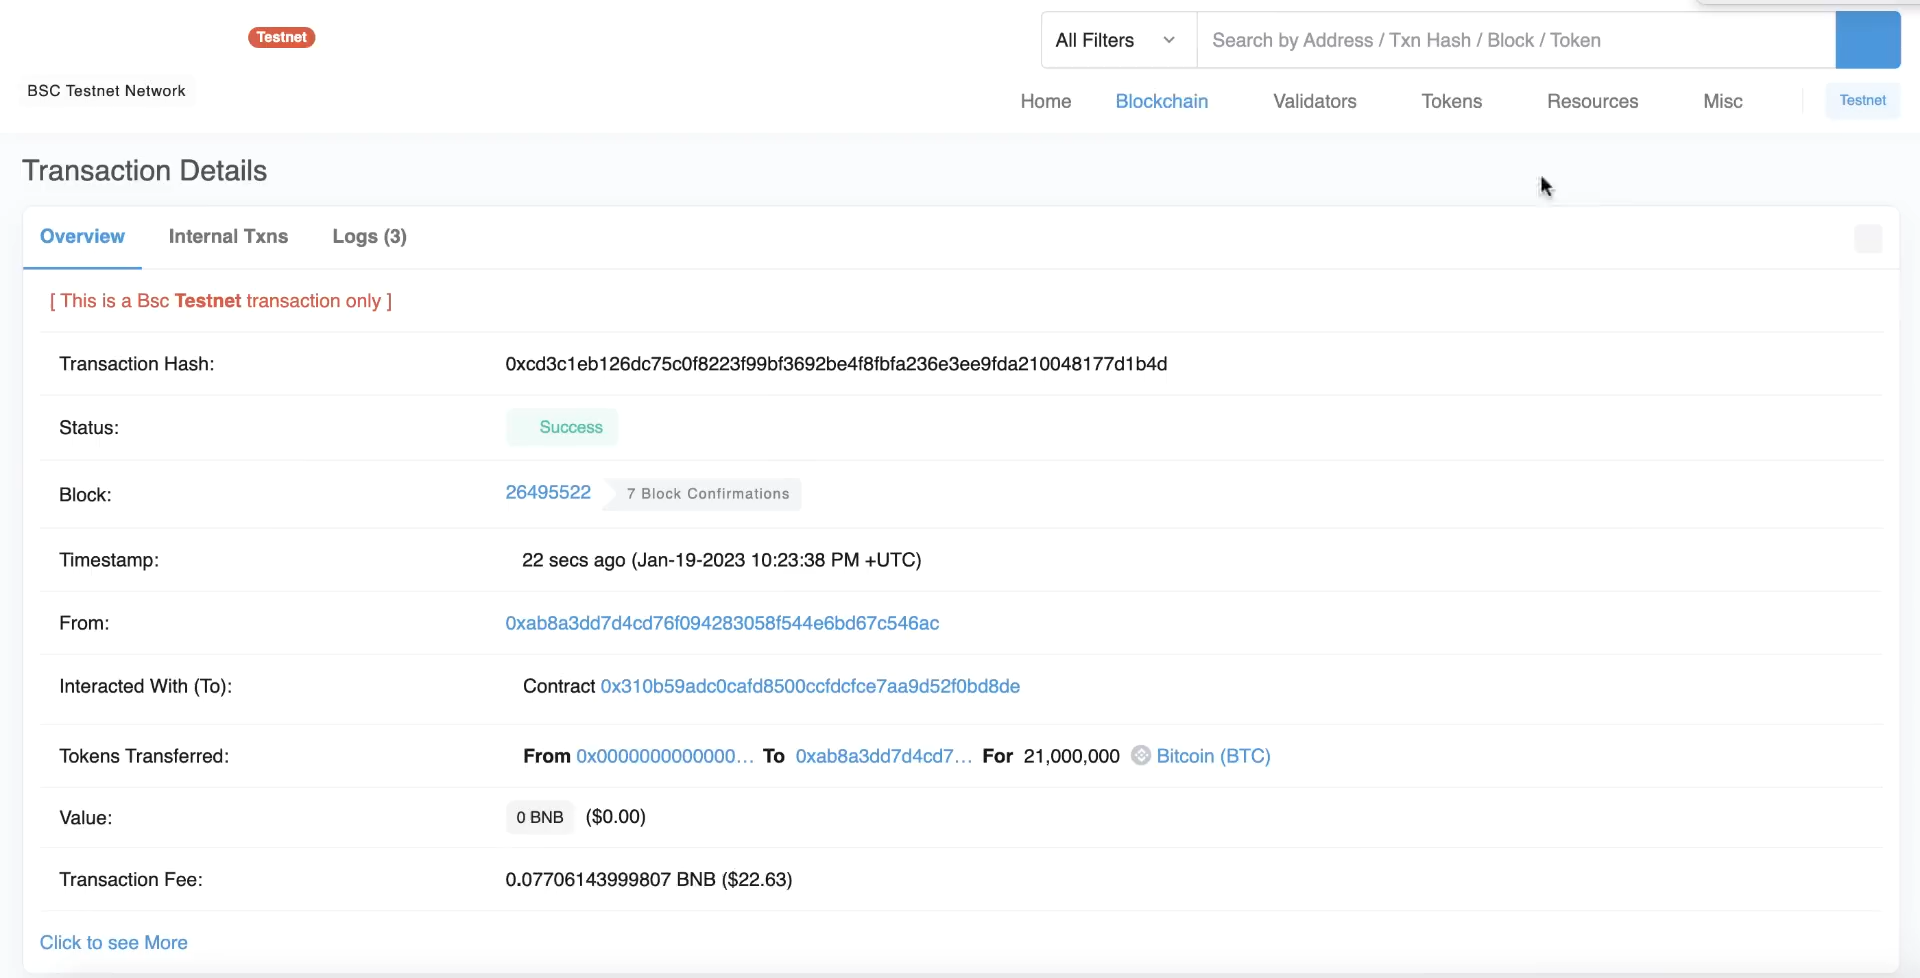 Testnet
All Filters
Search by Address / Txn Hash / Block / Token
BSC Testnet Network
Home Blockchain Validators Tokens Resources Misc Testnet
Transaction Details
Overview Internal Txns Logs (3)
[ This is a Bsc Testnet transaction only ]
Transaction Hash: 0xcd3c1eb126dc75c0f8223f99bf3692be4f8fbfa236e3ee9fda210048177d1b4d
Status: Success
Block: 26495522 7 Block Confirmations
Timestamp: 22 secs ago (Jan-19-2023 10:23:38 PM +UTC)
From: 0xab8a3dd7d4cd76f094283058f544e6bd67c546ac
Interacted With (To): Contract 0x310b59adc0cafd8500ccfdcfce7aa9d52f0bd8de
Tokens Transferred: From 0x0000000000000… To 0xab8a3dd7d4cd7… For 21,000,000 Bitcoin (BTC)
Value: 0 BNB ($0.00)
Transaction Fee: 0.07706143999807 BNB ($22.63)
Click to see More